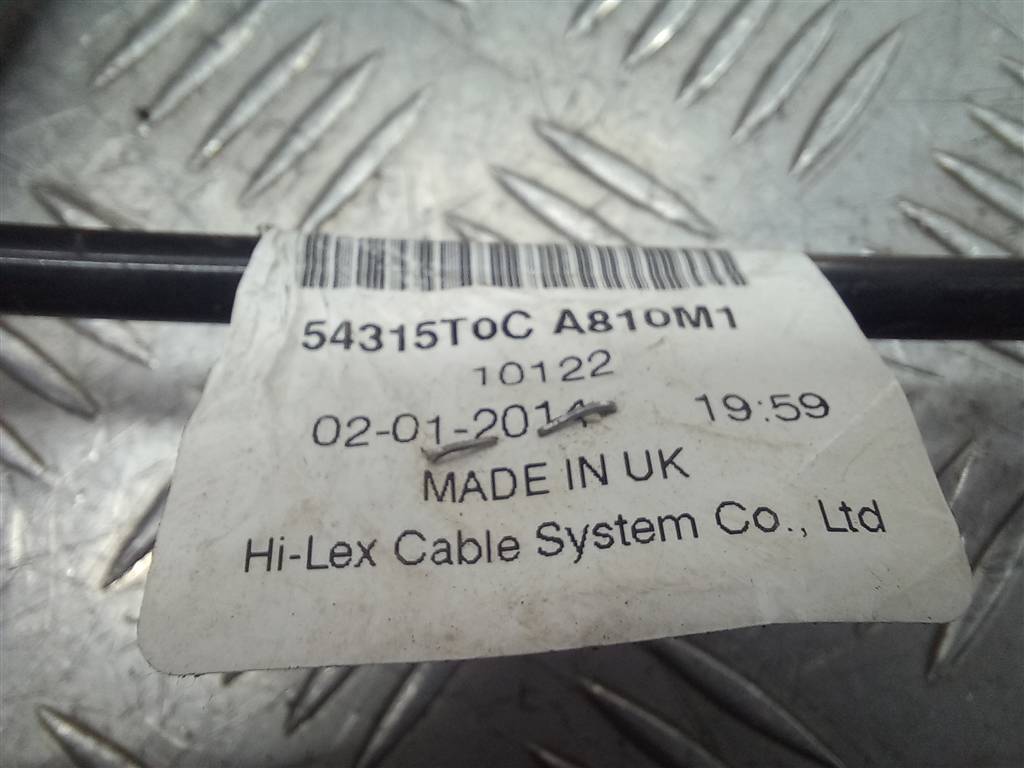 54315T0C A810M1
10122
02-01-2014 19:59
MADE IN UK
Hi-Lex Cable System Co., Ltd